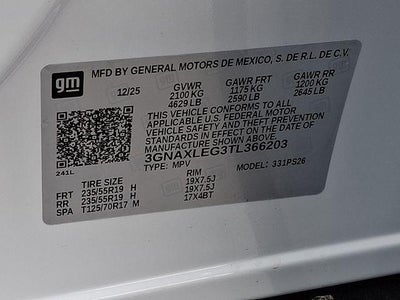 gm
MFD BY GENERAL MOTORS DE MEXICO, S. DE R.L. DE C.V.
12/25 GVWR GAWR FRT GAWR RR
2100 KG 1175 KG 1200 KG
4629 LB 2590 LB 2645 LB
THIS VEHICLE CONFORMS TO ALL
APPLICABLE U.S. FEDERAL MOTOR
VEHICLE SAFETY AND THEFT PREVENTION
STANDARDS IN EFFECT ON THE DATE OF
MANUFACTURE SHOWN ABOVE.
3GNAXLEG3TL366203
241L TYPE: MPV MODEL: 331PS26
TIRE SIZE RIM
FRT 235/55R19 H 19X7.5J
RR 235/55R19 H 19X7.5J
SPA T125/70R17 M 17X4BT